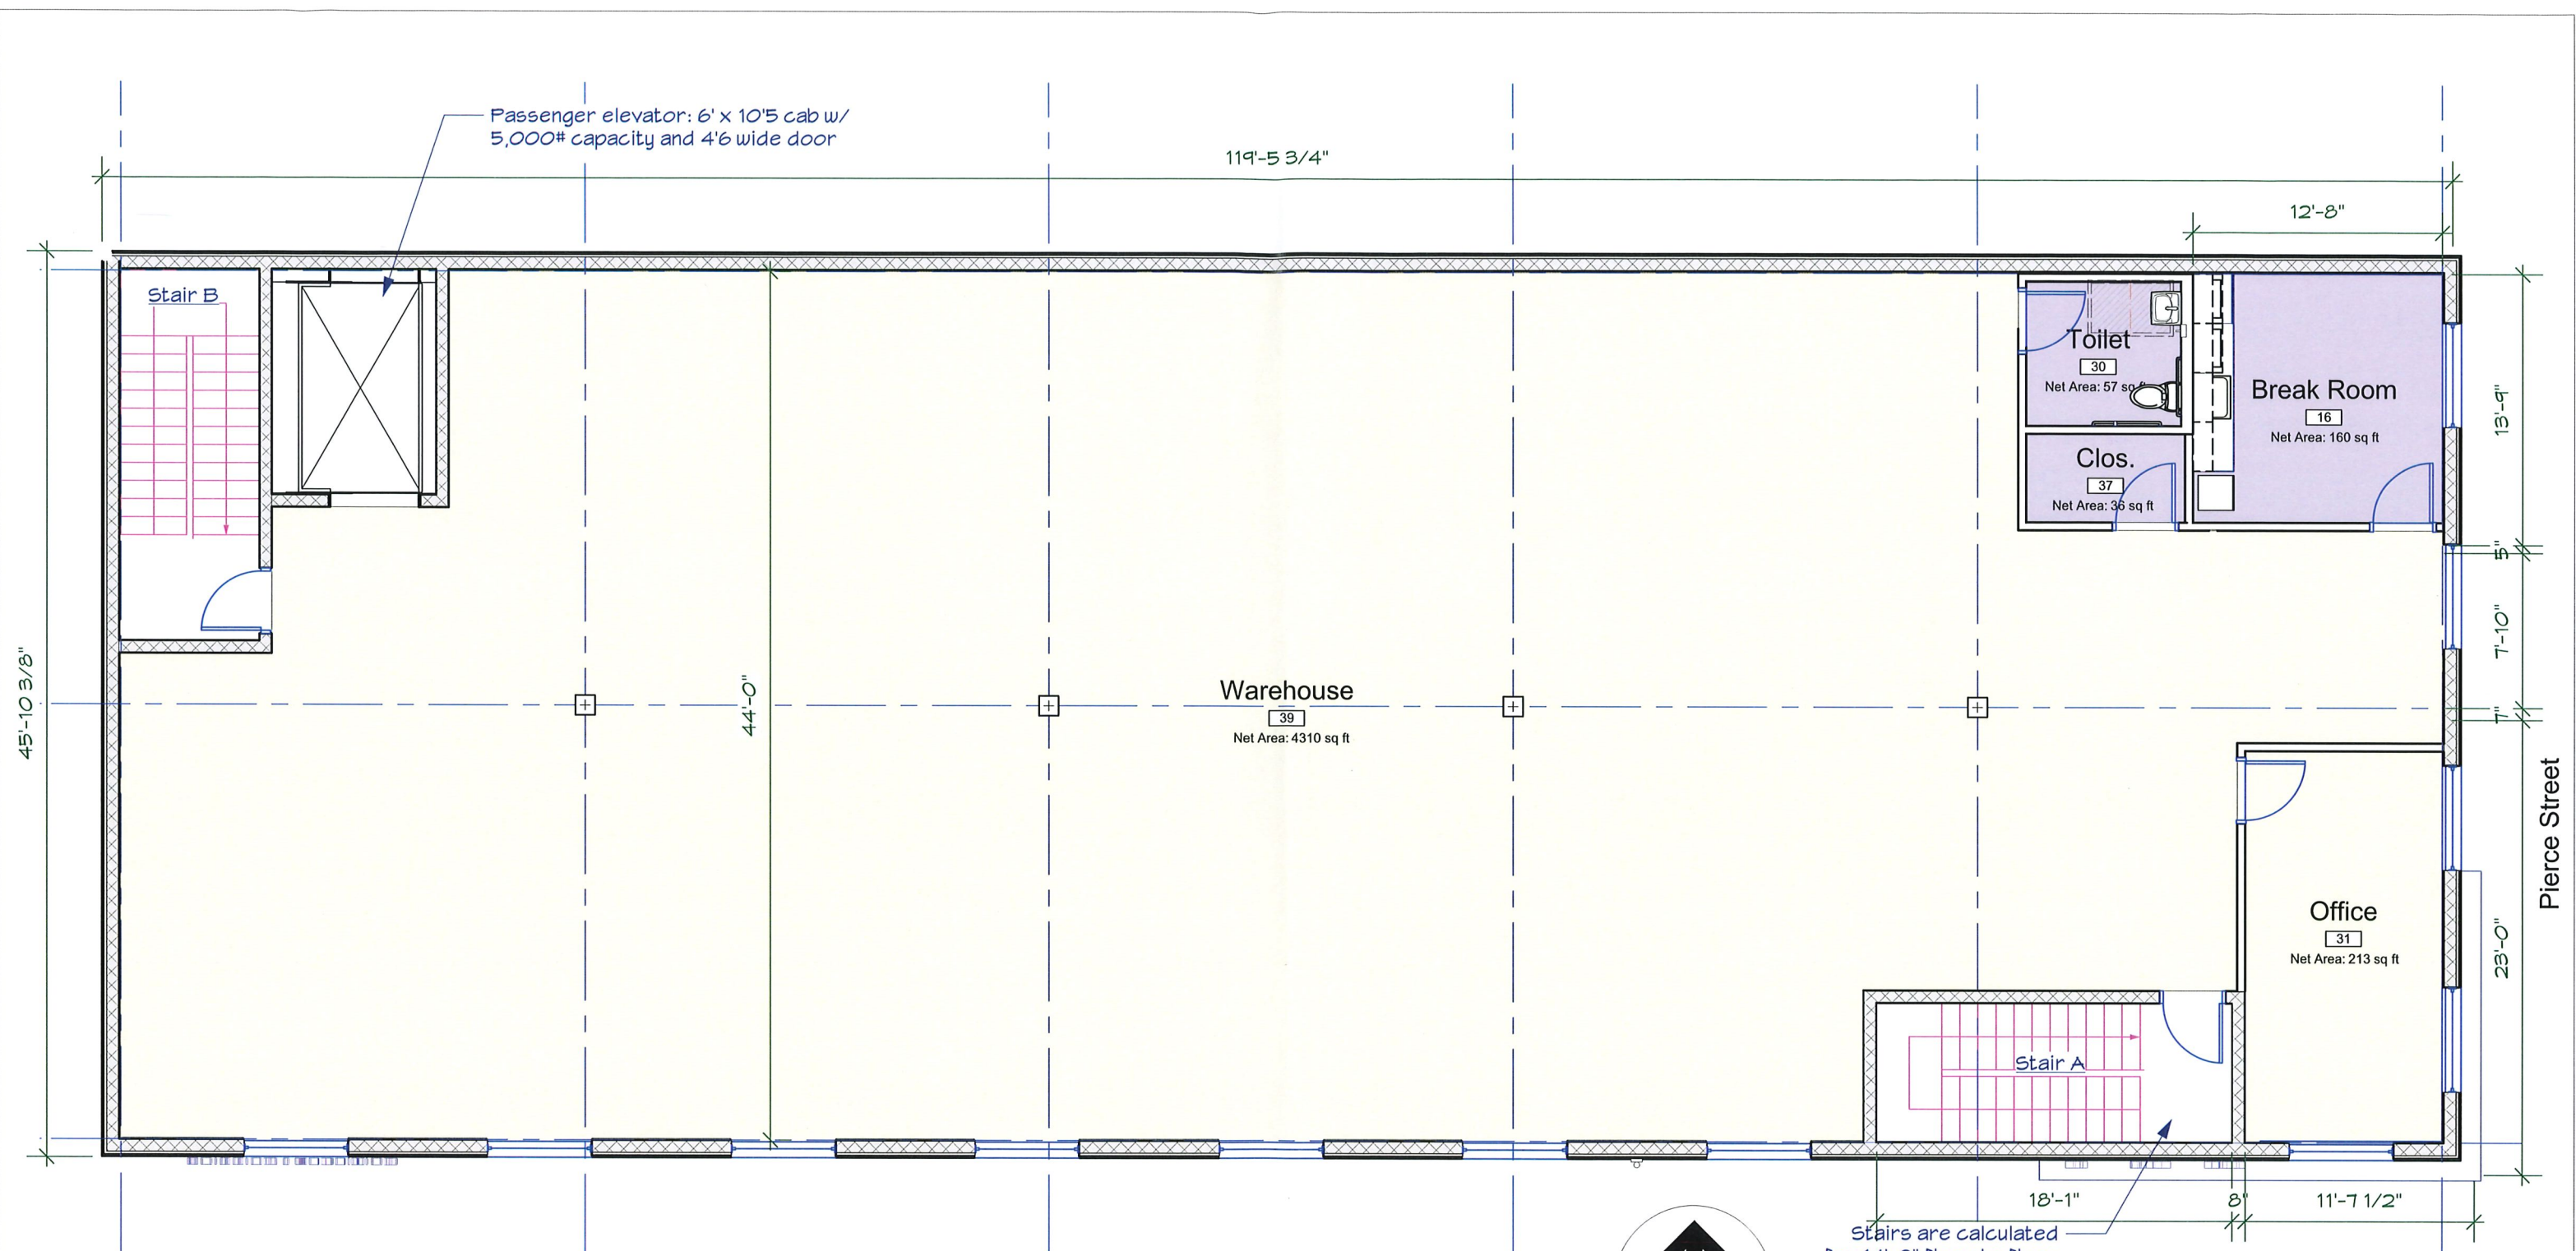 Passenger elevator: 6' x 10'5 cab w/
5,000# capacity and 4'6 wide door
119'-5 3/4"
12'-8"
Stair B
Toilet
30
Net Area: 57 sq ft
Break Room
16
Net Area: 160 sq ft
Clos.
37
Net Area: 36 sq ft
13'-9"
5"
7'-10"
7"
45'-10 3/8"
44'-0"
Warehouse
39
Net Area: 4310 sq ft
Pierce Street
Office
31
Net Area: 213 sq ft
23'-0"
Stair A
18'-1"
8"
11'-7 1/2"
Stairs are calculated